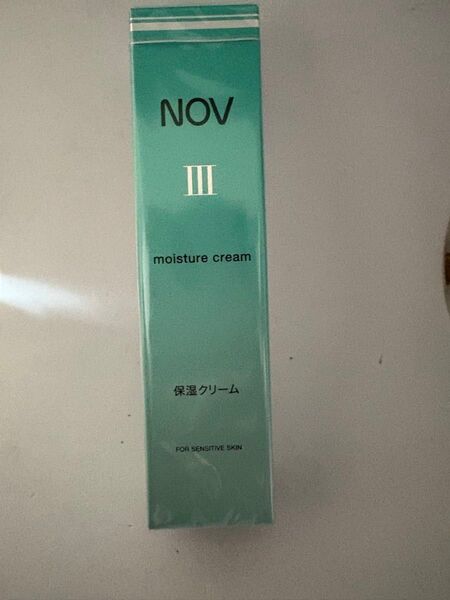 NOV
III
moisture cream
保湿クリーム
FOR SENSITIVE SKIN